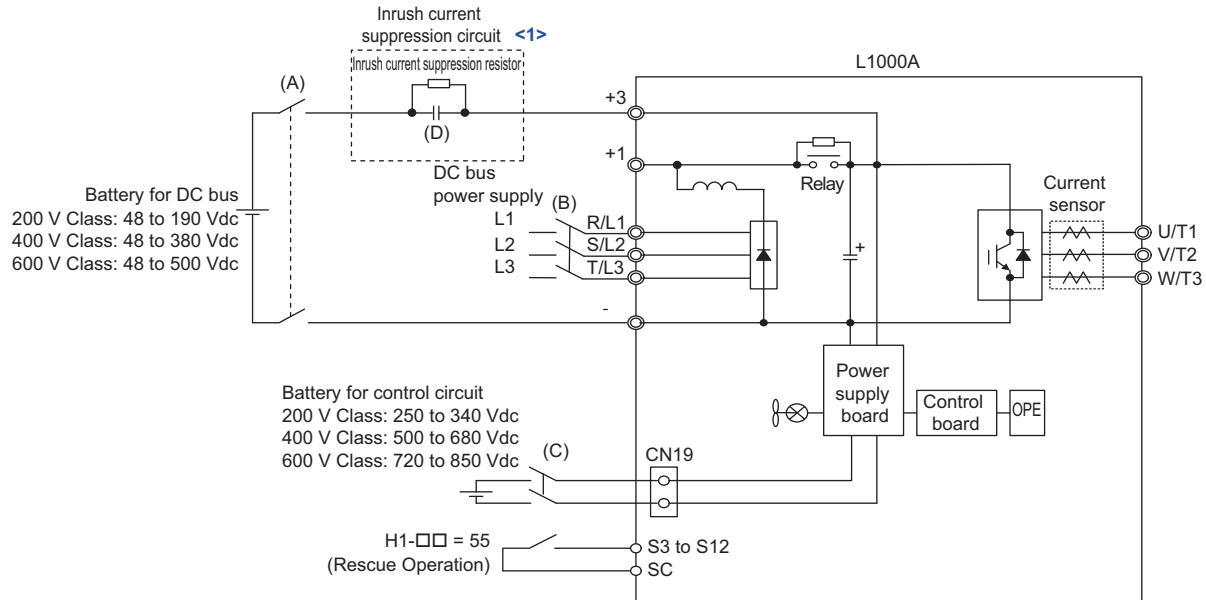 Inrush current
suppression circuit <1>
Inrush current suppression resistor
L1000A
(A)
+3
(D)
+1
DC bus
power supply
Relay
Current
sensor
Battery for DC bus
200 V Class: 48 to 190 Vdc
400 V Class: 48 to 380 Vdc
600 V Class: 48 to 500 Vdc
L1
(B)
R/L1
L2
S/L2
L3
T/L3
+
U/T1
V/T2
W/T3
-
Power
supply
board
Control
board
OPE
Battery for control circuit
200 V Class: 250 to 340 Vdc
400 V Class: 500 to 680 Vdc
600 V Class: 720 to 850 Vdc
(C)
CN19
H1-□□ = 55
(Rescue Operation)
S3 to S12
SC